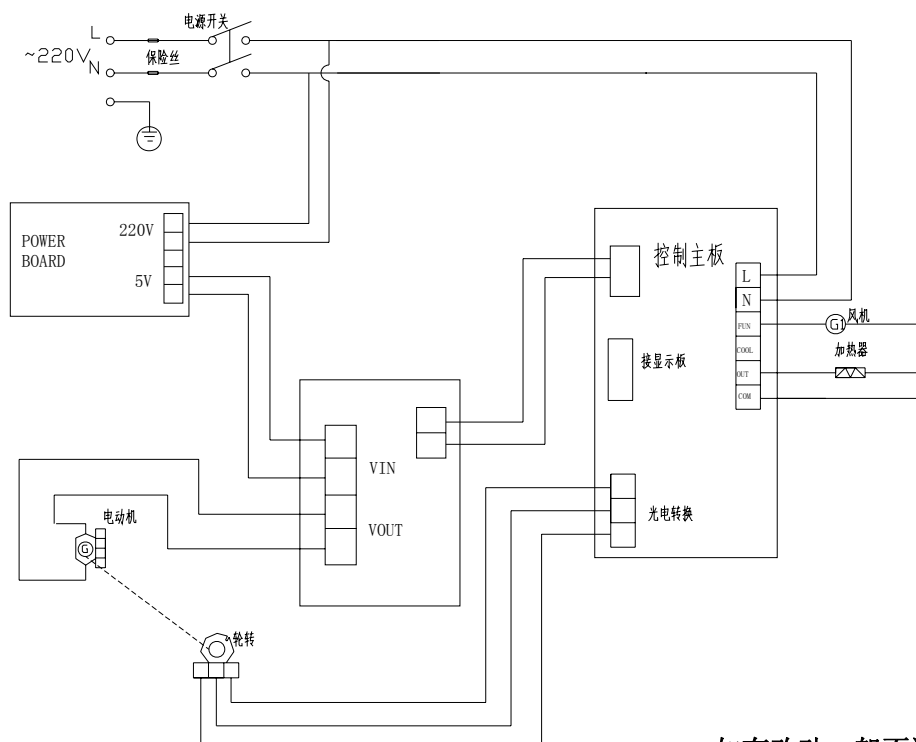 电源开关
L
~220V
N
保险丝
POWER
BOARD
220V
5V
控制主板
L
N
FUN
COOL
OUT
COM
G1
风机
加热器
接显示板
VIN
VOUT
电动机
G
光电转换
轮转